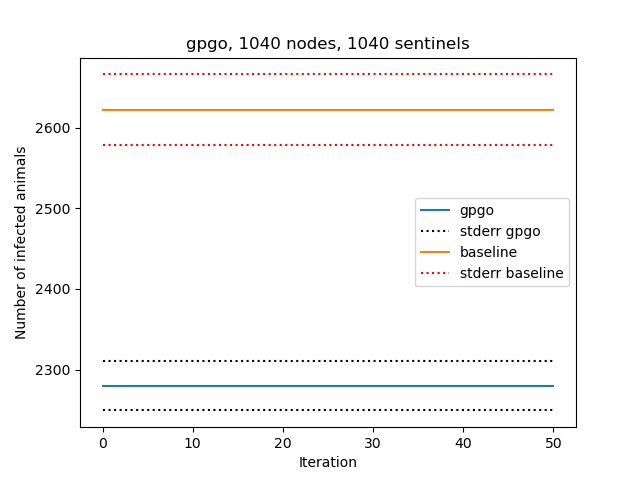 gpgo, 1040 nodes, 1040 sentinels
Number of infected animals
2600
2500
2400
2300
gpgo
stderr gpgo
baseline
stderr baseline
0 10 20 30 40 50
Iteration